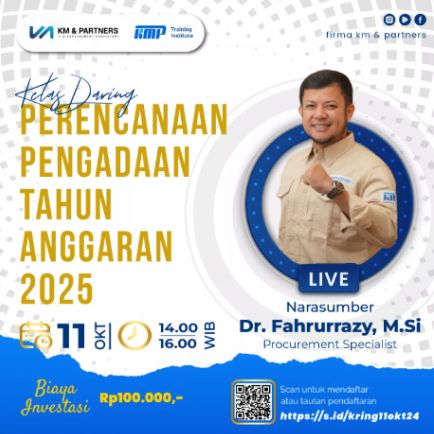 KM & PARTNERS
KMP Training
Institute
firma km & partners
Kelas Daring
PERENCANAAN
PENGADAAN
TAHUN
ANGGARAN
2025
LIVE
Narasumber
Dr. Fahrurrazy, M.Si
Procurement Specialist
11 OKT
14.00
16.00
WIB
Biaya
Investasi
Rp100.000,-
Scan untuk mendaftar
atau tautan pendaftaran
https://s.id/kring11okt24